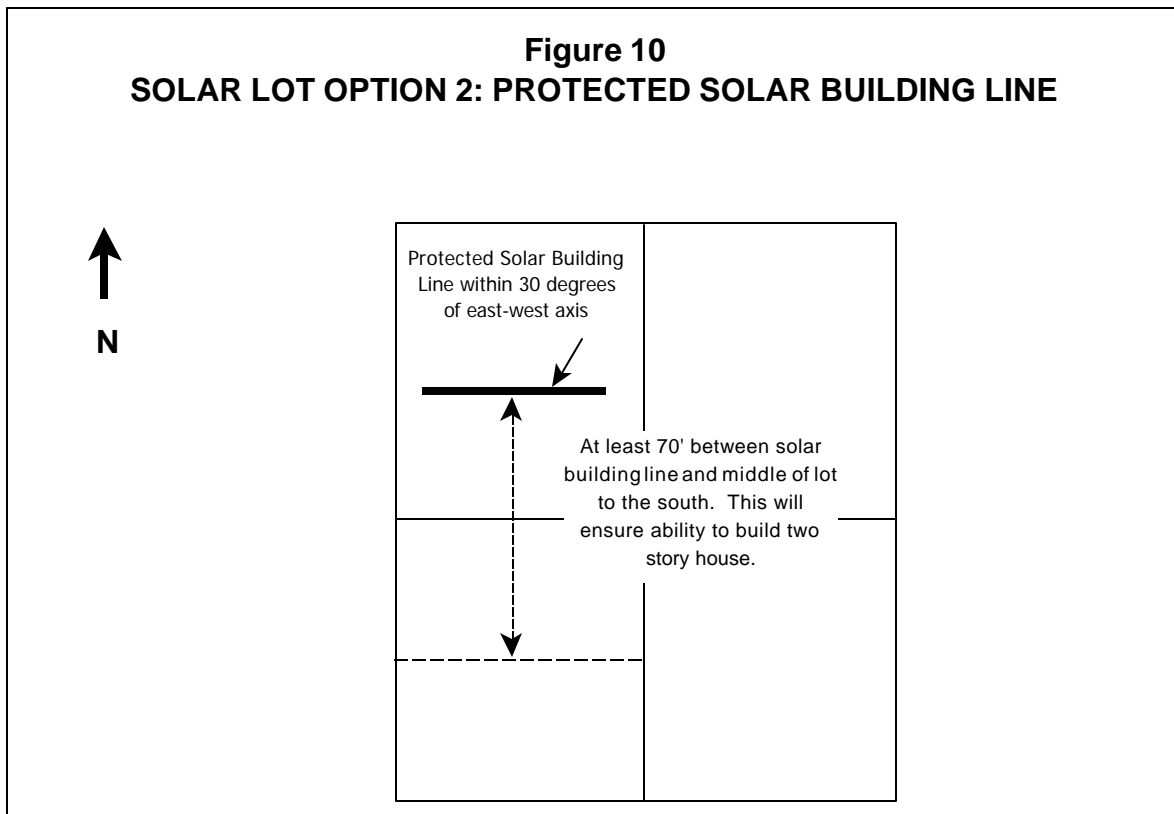 Figure 10
SOLAR LOT OPTION 2: PROTECTED SOLAR BUILDING LINE
N
Protected Solar Building
Line within 30 degrees
of east-west axis
At least 70' between solar
building line and middle of lot
to the south. This will
ensure ability to build two
story house.